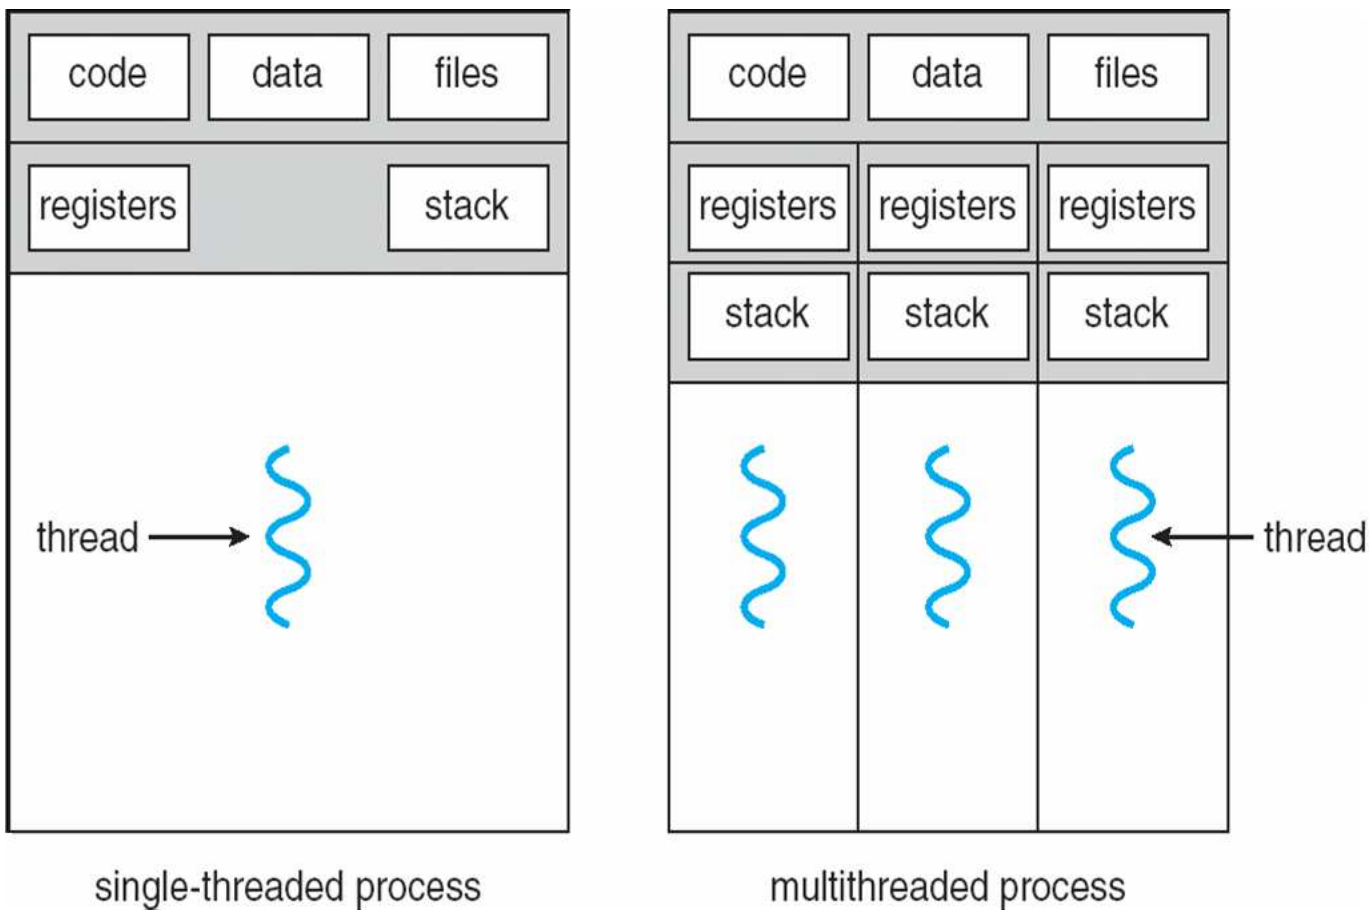 code data files
registers stack
thread
single-threaded process
code data files
registers registers registers
stack stack stack
thread
multithreaded process